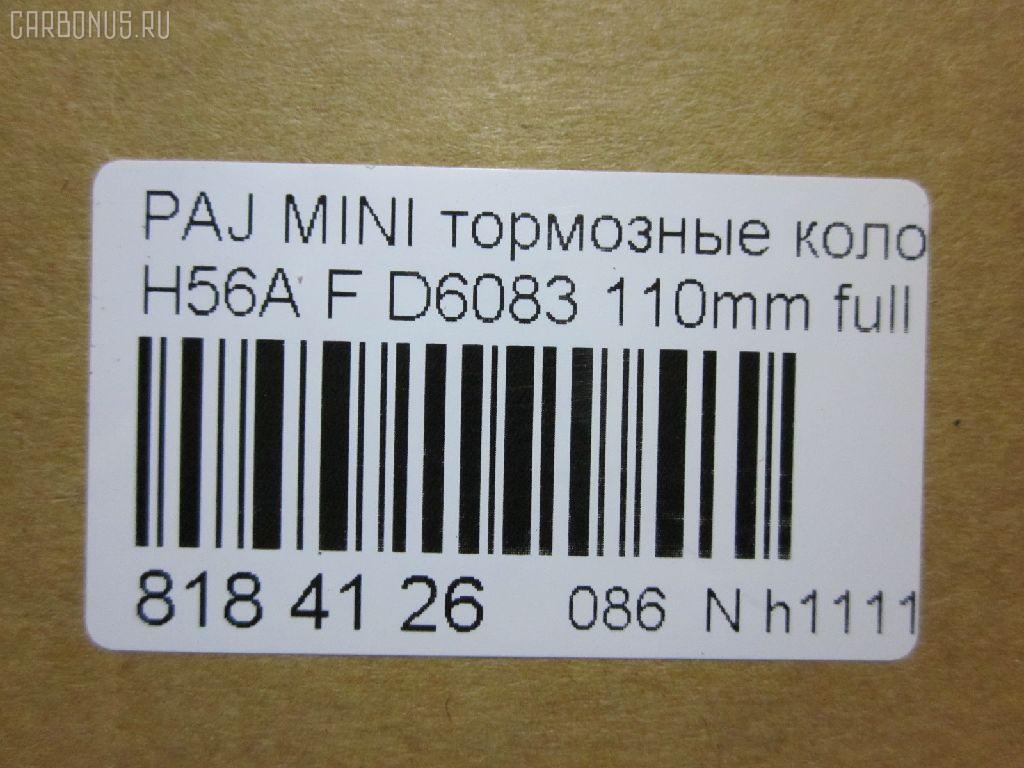 CARBONUS.RU
PAJ MINI тормозные коло
H56A F D6083 110mm full
818 41 26 086 N h1111